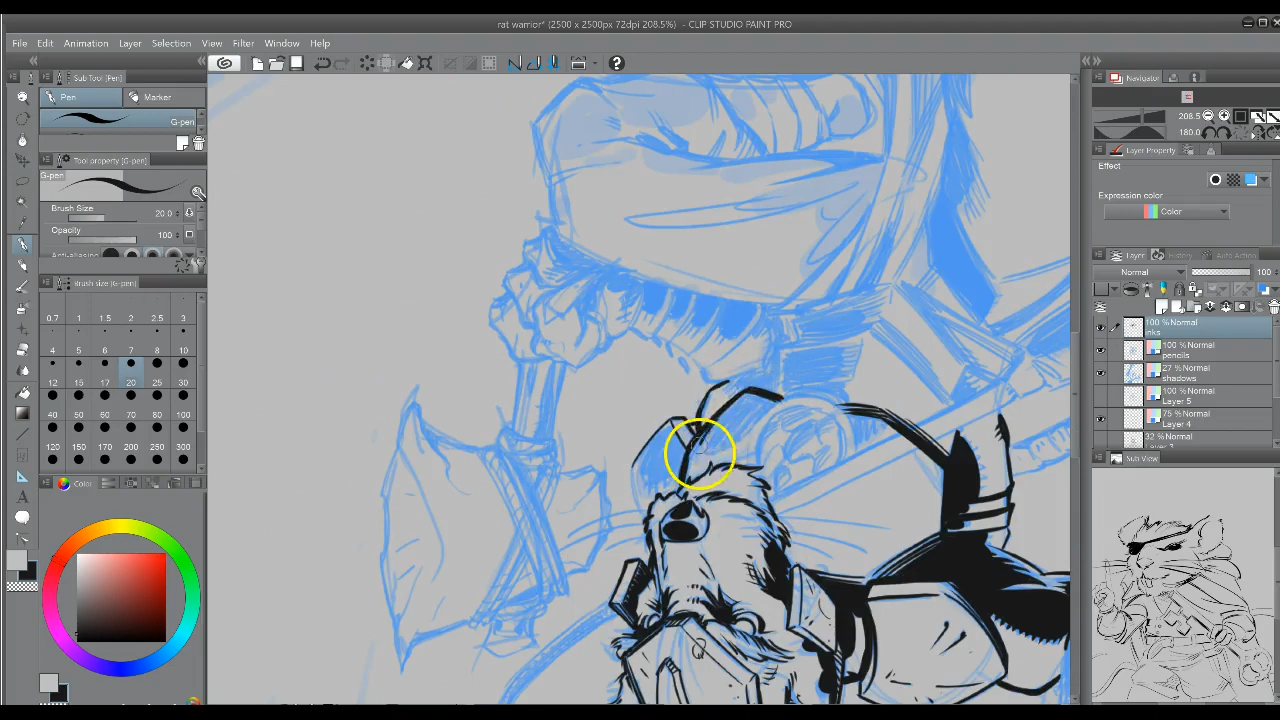 rat warrior* (2500 x 2500px 72dpi 208.5%) - CLIP STUDIO PAINT PRO
File Edit Animation Layer Selection View Filter Window Help
Sub Tool [Pen]
Pen Marker
G-pen
Tool property [G-pen]
G-pen
Brush Size 20.0
Opacity 100
Anti-aliasing
Brush size [G-pen]
0.7 1 1.5 2 2.5 3
4 5 6 7 8 10
12 15 17 20 25 30
40 50 60 70 80 100
120 150 170 200 250 300
Color
Navigator
208.5
180.0
Layer Property
Effect
Expression color
Color
Layer History Auto Action
Normal 100
100 %Normal
inks
100 %Normal
pencils
27 %Normal
shadows
100 %Normal
Layer 5
75 %Normal
Layer 4
32 %Normal
Sub View